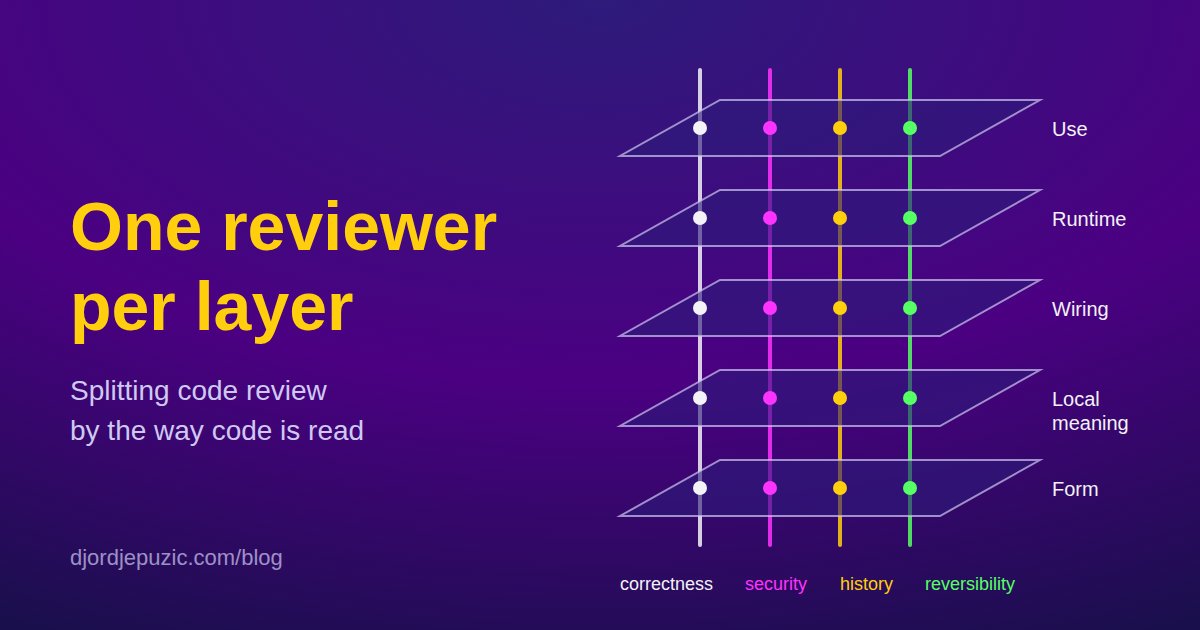 One reviewer
per layer
Splitting code review
by the way code is read
djordjepuzic.com/blog
Use
Runtime
Wiring
Local
meaning
Form
correctness security history reversibility